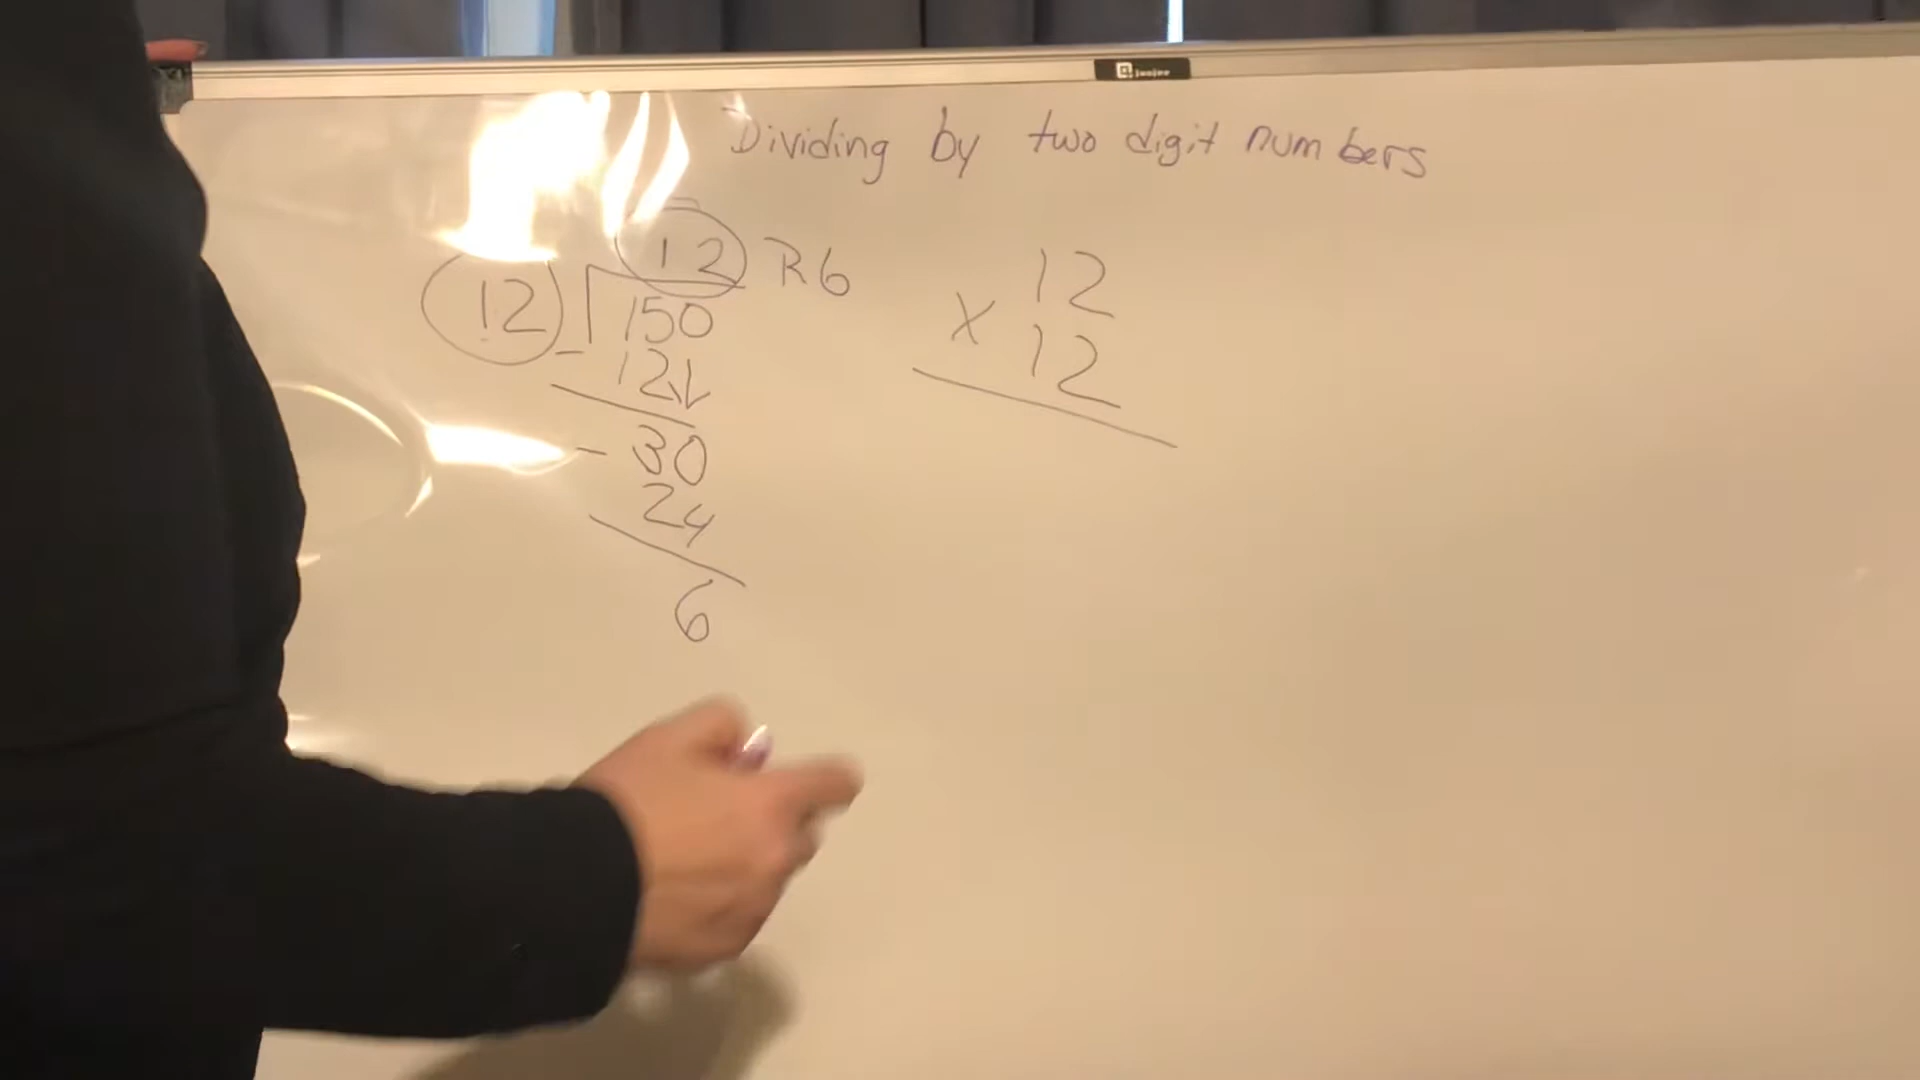 Dividing by two digit numbers
12 R6
12 150
- 12↓
- 30
24
6
12
X 12